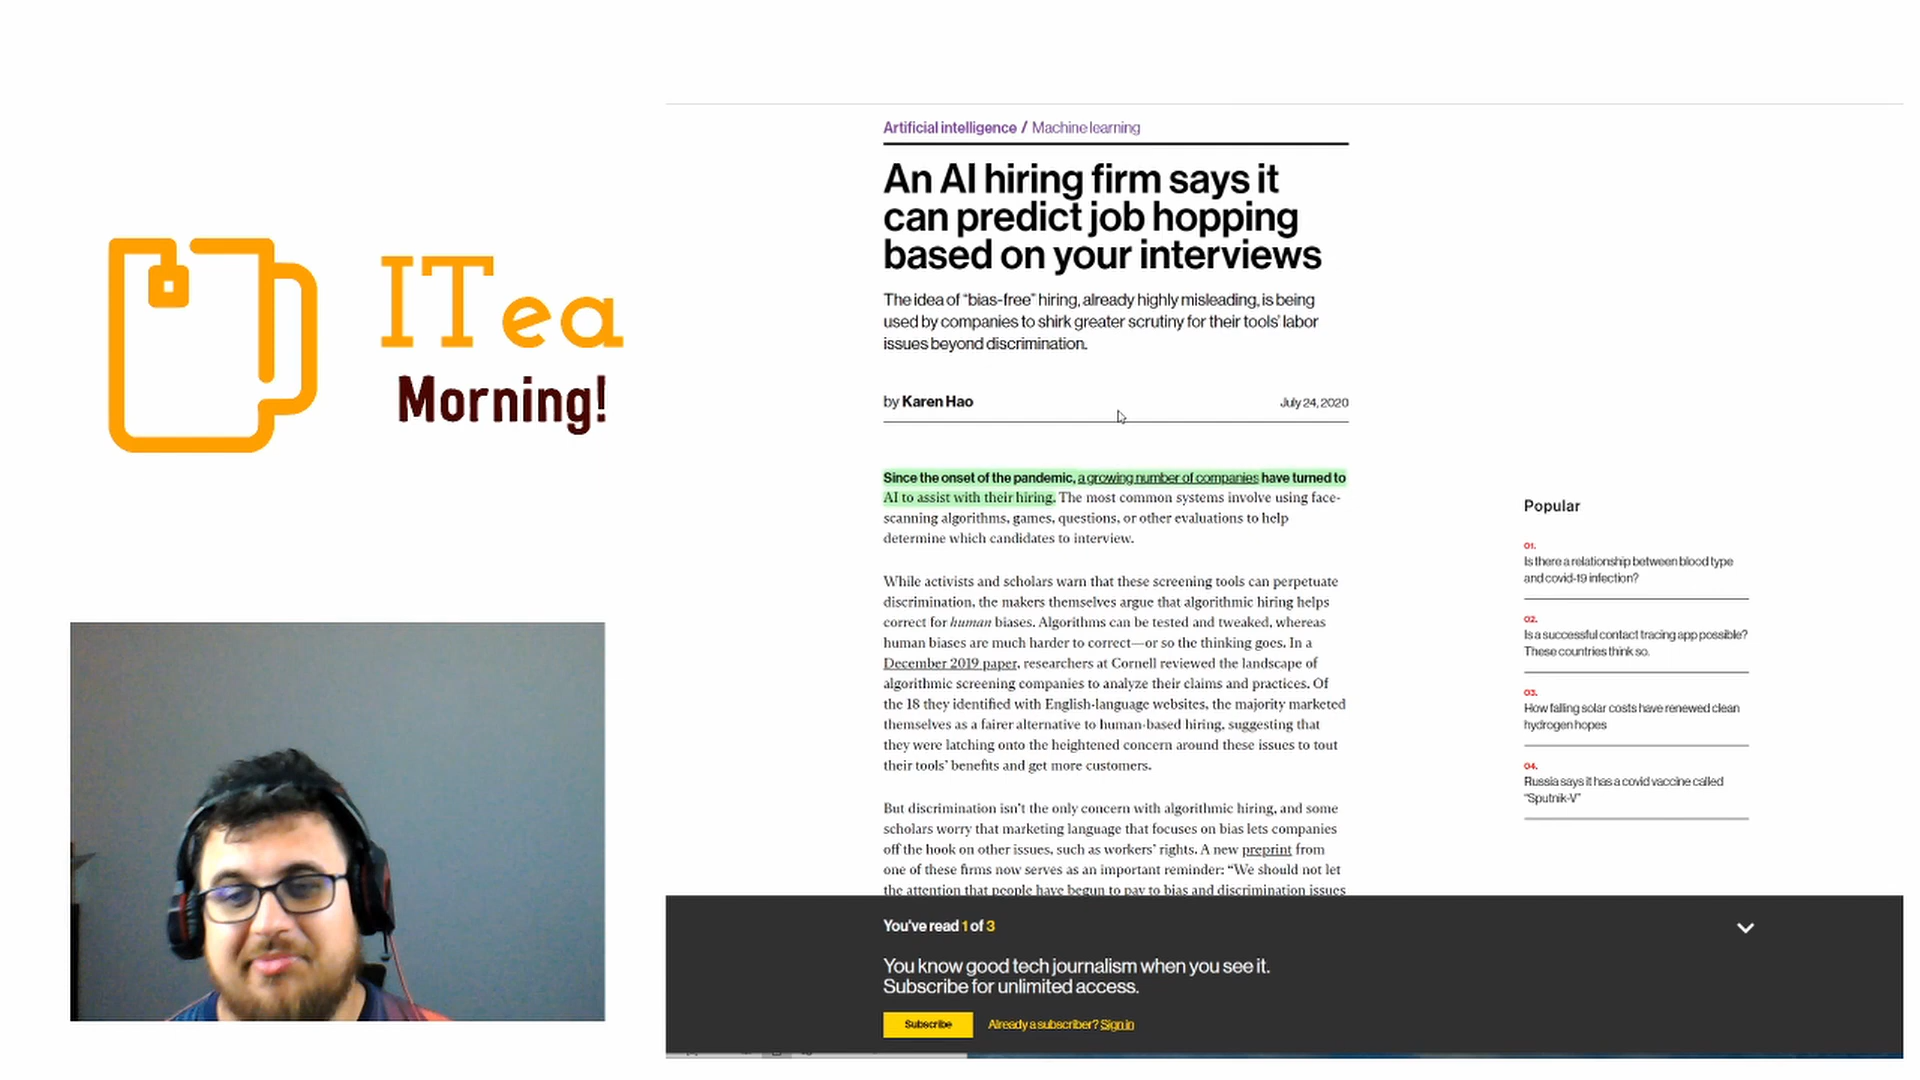 ITea
Morning!
Artificial intelligence / Machine learning
An AI hiring firm says it
can predict job hopping
based on your interviews
The idea of “bias-free” hiring, already highly misleading, is being
used by companies to shirk greater scrutiny for their tools’ labor
issues beyond discrimination.
by Karen Hao
July 24, 2020
Since the onset of the pandemic, a growing number of companies have turned to
AI to assist with their hiring. The most common systems involve using face-
scanning algorithms, games, questions, or other evaluations to help
determine which candidates to interview.
While activists and scholars warn that these screening tools can perpetuate
discrimination, the makers themselves argue that algorithmic hiring helps
correct for human biases. Algorithms can be tested and tweaked, whereas
human biases are much harder to correct—or so the thinking goes. In a
December 2019 paper, researchers at Cornell reviewed the landscape of
algorithmic screening companies to analyze their claims and practices. Of
the 18 they identified with English-language websites, the majority marketed
themselves as a fairer alternative to human-based hiring, suggesting that
they were latching onto the heightened concern around these issues to tout
their tools’ benefits and get more customers.
But discrimination isn’t the only concern with algorithmic hiring, and some
scholars worry that marketing language that focuses on bias lets companies
off the hook on other issues, such as workers’ rights. A new preprint from
one of these firms now serves as an important reminder: “We should not let
the attention that people have begun to pay to bias and discrimination issues
Popular
01.
Is there a relationship between blood type
and covid-19 infection?
02.
Is a successful contact tracing app possible?
These countries think so.
03.
How falling solar costs have renewed clean
hydrogen hopes
04.
Russia says it has a covid vaccine called
“Sputnik-V”
You've read 1 of 3
You know good tech journalism when you see it.
Subscribe for unlimited access.
Subscribe
Already a subscriber? Sign in